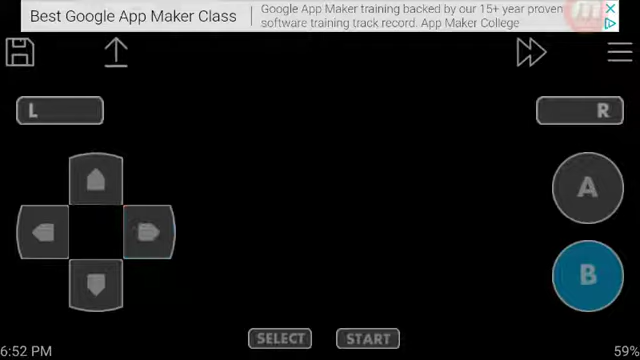 Best Google App Maker Class
Google App Maker training backed by our 15+ year proven
software training track record. App Maker College
L
R
A
B
SELECT
START
6:52 PM
59%